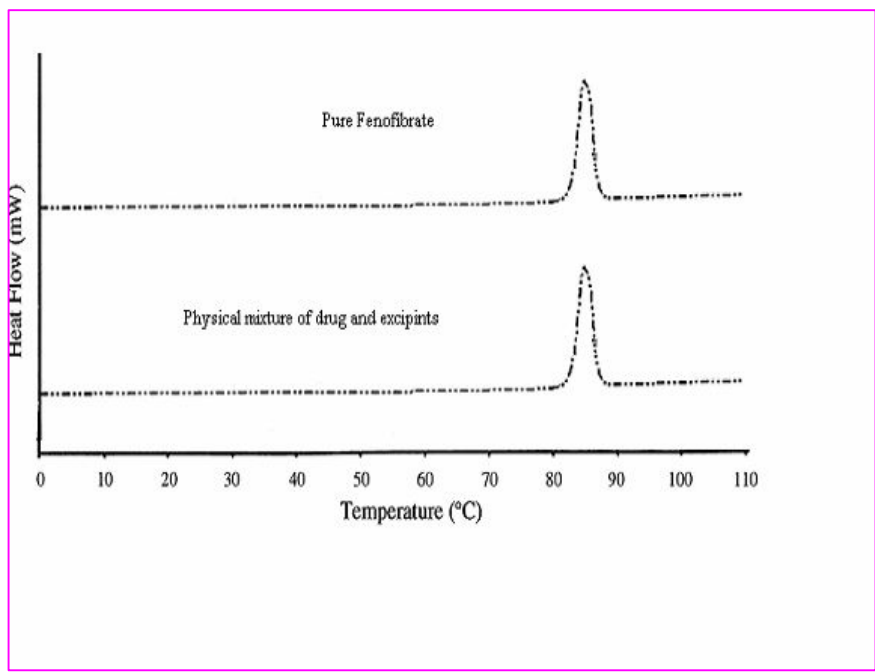 Pure Fenofibrate
Heat Flow (mW)
Physical mixture of drug and excipints
0 10 20 30 40 50 60 70 80 90 100 110
Temperature (°C)